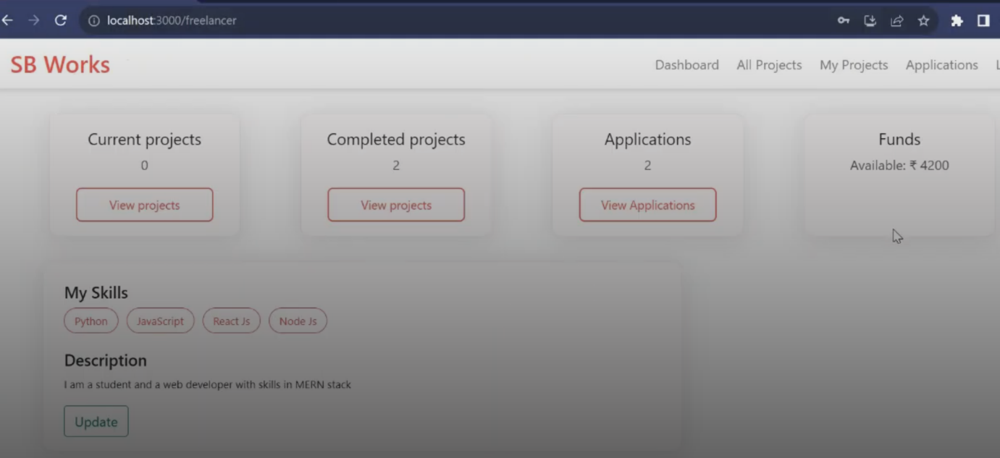 localhost:3000/freelancer
SB Works
Dashboard All Projects My Projects Applications
Current projects
0
View projects
Completed projects
2
View projects
Applications
2
View Applications
Funds
Available: ₹ 4200
My Skills
Python JavaScript React Js Node Js
Description
I am a student and a web developer with skills in MERN stack
Update